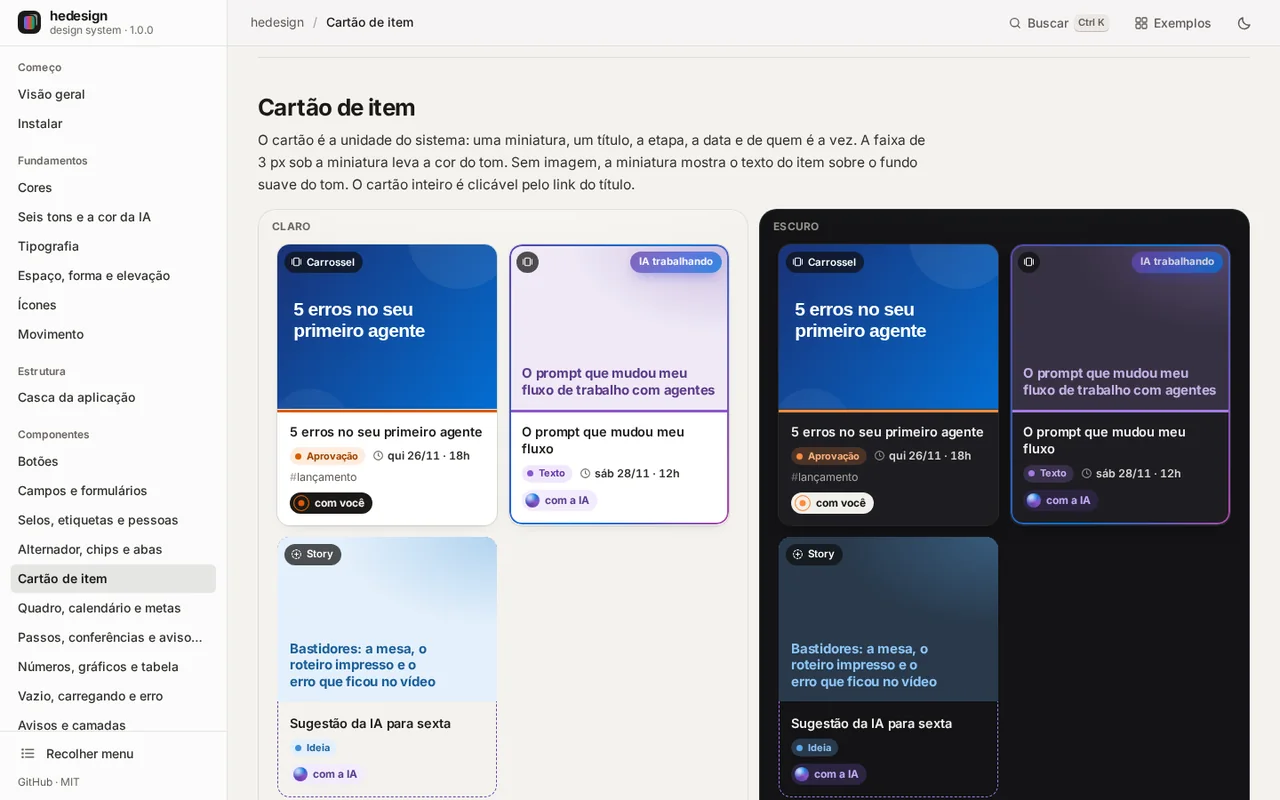 hedesign
design system · 1.0.0
hedesign / Cartão de item
Buscar Ctrl K
Exemplos
Começo
Visão geral
Instalar
Fundamentos
Cores
Seis tons e a cor da IA
Tipografia
Espaço, forma e elevação
Ícones
Movimento
Estrutura
Casca da aplicação
Componentes
Botões
Campos e formulários
Selos, etiquetas e pessoas
Alternador, chips e abas
Cartão de item
Quadro, calendário e metas
Passos, conferências e aviso...
Números, gráficos e tabela
Vazio, carregando e erro
Avisos e camadas
Recolher menu
GitHub · MIT
Cartão de item
O cartão é a unidade do sistema: uma miniatura, um título, a etapa, a data e de quem é a vez. A faixa de
3 px sob a miniatura leva a cor do tom. Sem imagem, a miniatura mostra o texto do item sobre o fundo
suave do tom. O cartão inteiro é clicável pelo link do título.
CLARO
Carrossel
5 erros no seu
primeiro agente
5 erros no seu primeiro agente
Aprovação qui 26/11 · 18h
#lançamento
com você
IA trabalhando
O prompt que mudou meu
fluxo de trabalho com agentes
O prompt que mudou meu
fluxo
Texto sáb 28/11 · 12h
com a IA
Story
Bastidores: a mesa, o
roteiro impresso e o
erro que ficou no vídeo
Sugestão da IA para sexta
Ideia
com a IA
ESCURO
Carrossel
5 erros no seu
primeiro agente
5 erros no seu primeiro agente
Aprovação qui 26/11 · 18h
#lançamento
com você
IA trabalhando
O prompt que mudou meu
fluxo de trabalho com agentes
O prompt que mudou meu
fluxo
Texto sáb 28/11 · 12h
com a IA
Story
Bastidores: a mesa, o
roteiro impresso e o
erro que ficou no vídeo
Sugestão da IA para sexta
Ideia
com a IA